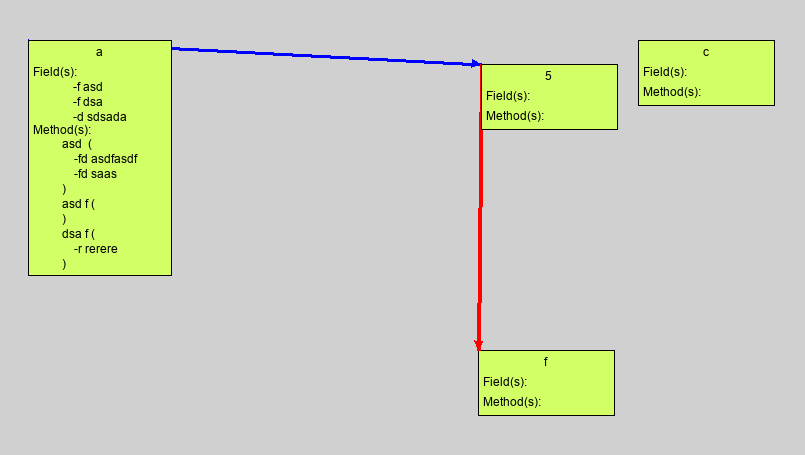 a
Field(s):
-f asd
-f dsa
-d sdsada
Method(s):
asd (
-fd asdfasdf
-fd saas
)
asd f (
)
dsa f (
-r rerere
)
5
Field(s):
Method(s):
c
Field(s):
Method(s):
f
Field(s):
Method(s):